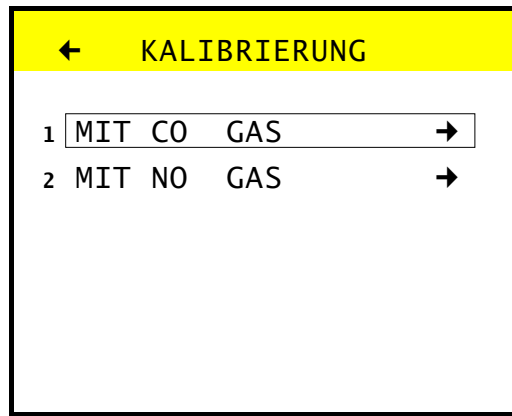 ← KALIBRIERUNG
1 MIT CO GAS →
2 MIT NO GAS →